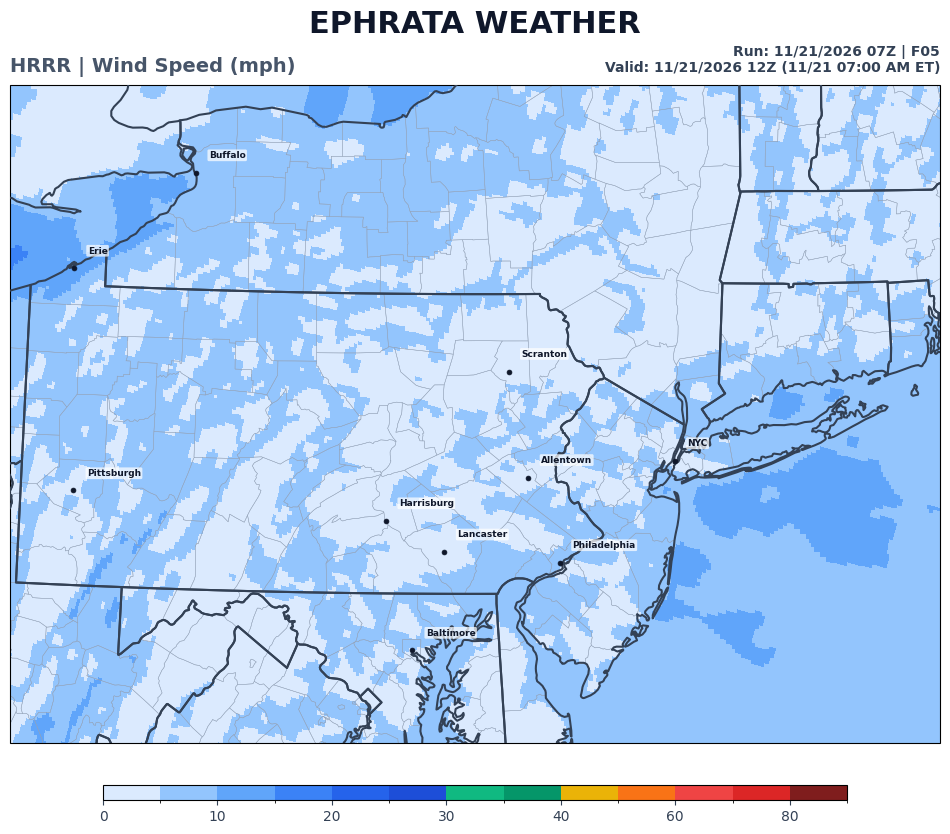 EPHRATA WEATHER
HRRR | Wind Speed (mph)
Run: 11/21/2026 07Z | F05
Valid: 11/21/2026 12Z (11/21 07:00 AM ET)
Buffalo
Erie
Scranton
NYC
Allentown
Pittsburgh
Harrisburg
Lancaster
Philadelphia
Baltimore
0 10 20 30 40 50 60 70 80